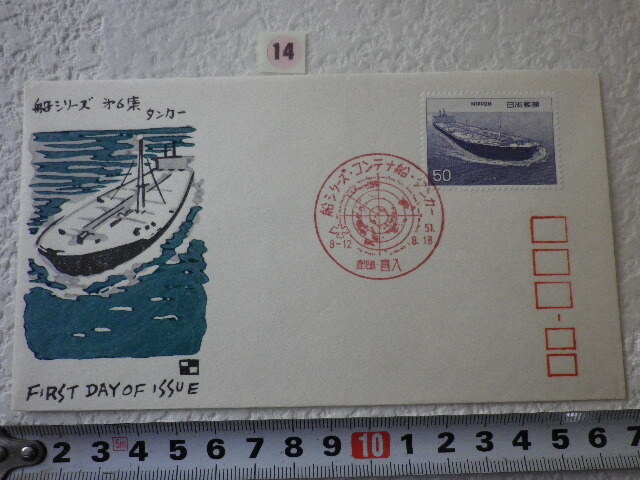 14
船シリーズ 第6集
タンカー
NIPPON
日本郵便
50
船シリーズ・コンテナ船・タンカー
51.
8-12
8.18
鹿児島・喜入
FIRST DAY OF ISSUE
2 3 4 5 6 7 8 9 10 1 2 3 4 5 6 7